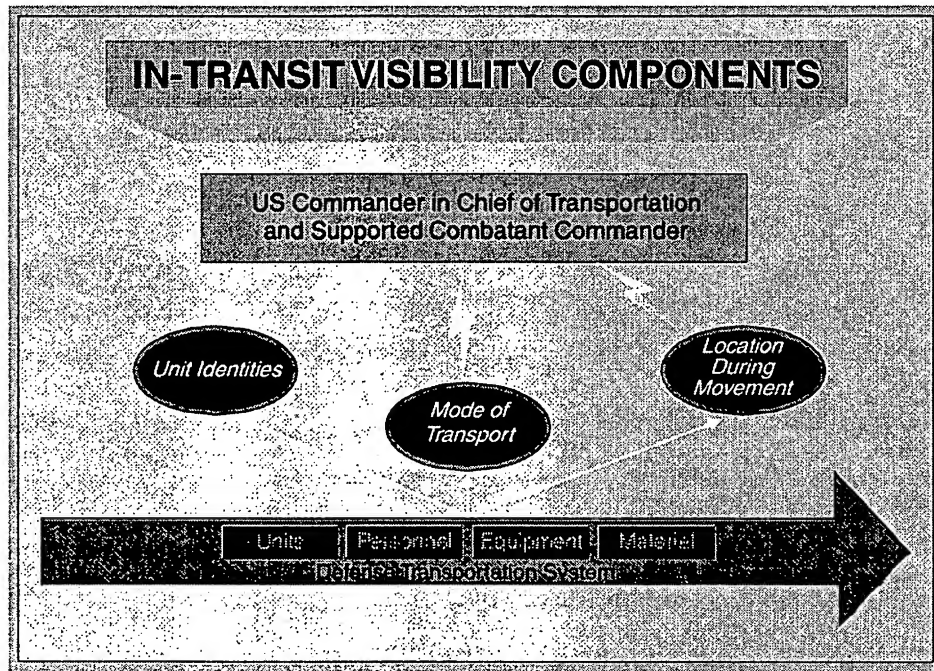 IN-TRANSIT VISIBILITY COMPONENTS
US Commander in Chief of Transportation
and Supported Combatant Commander
Unit Identities
Location
During
Movement
Mode of
Transport
Units Personnel Equipment Materiel
Defense Transportation System